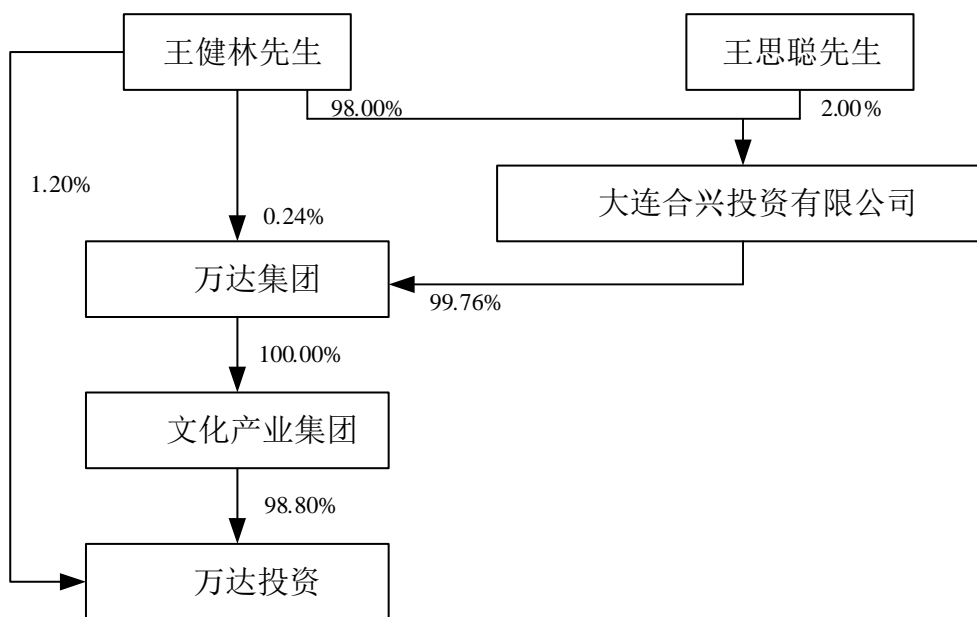 王健林先生
王思聪先生
98.00%
2.00%
1.20%
大连合兴投资有限公司
0.24%
万达集团
99.76%
100.00%
文化产业集团
98.80%
万达投资